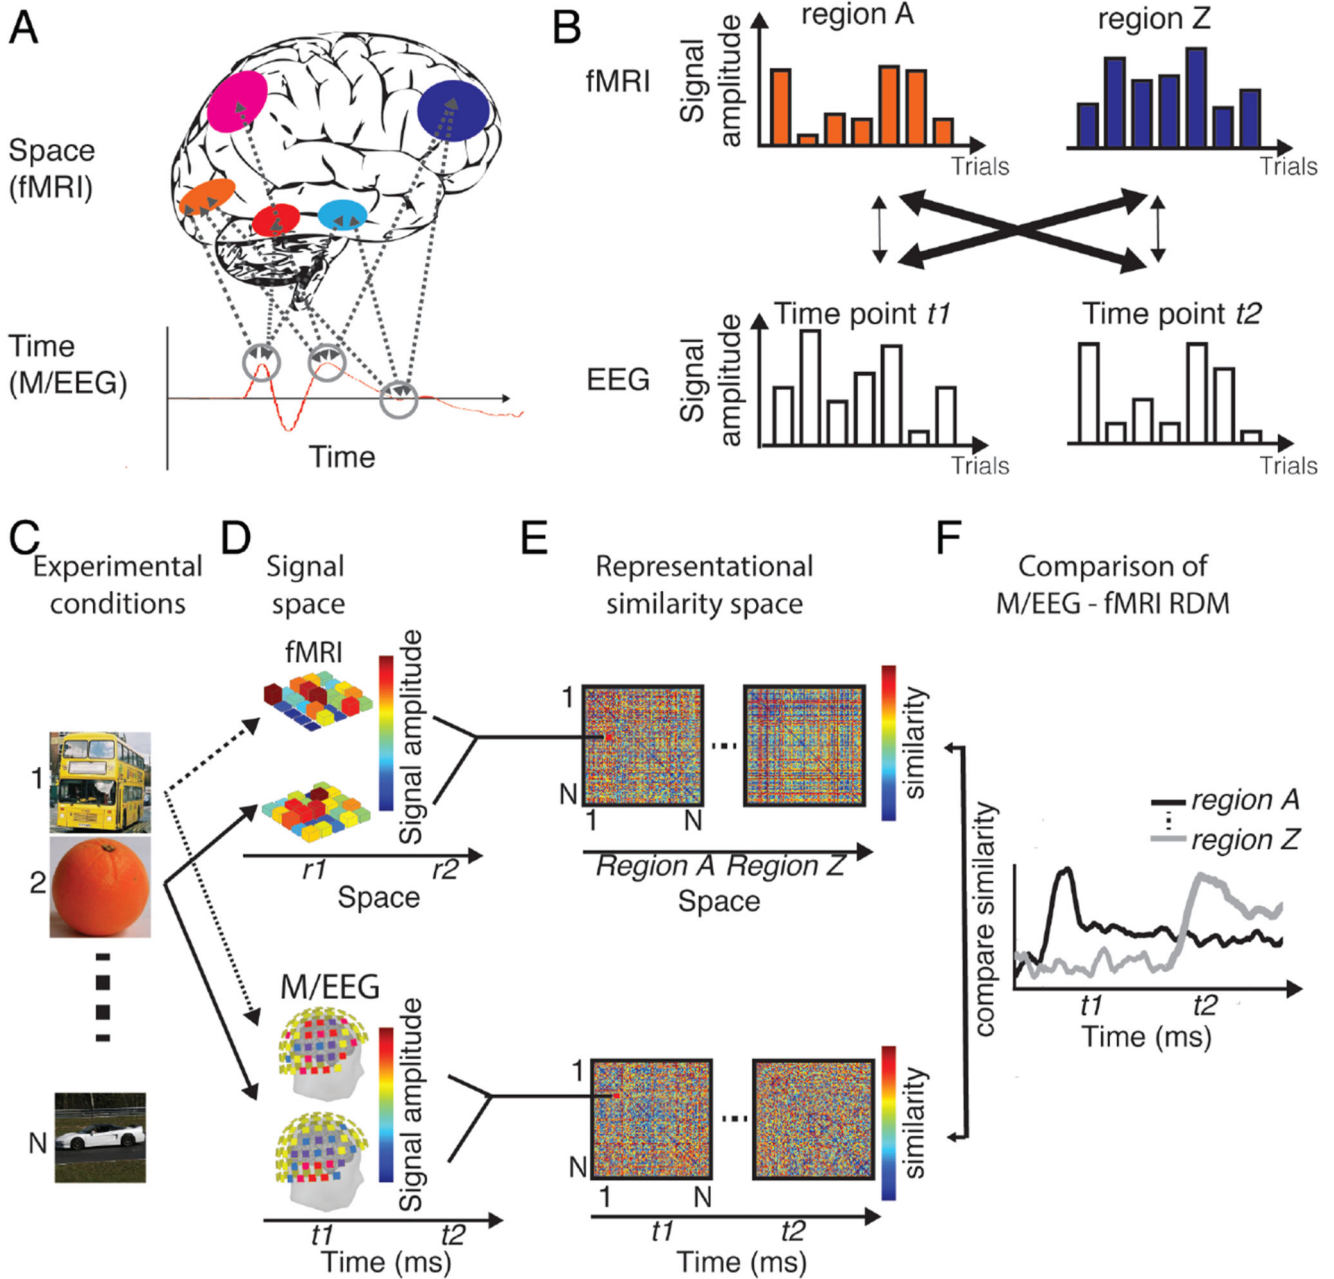 A
Space
(fMRI)
Time
(M/EEG)
Time
B
fMRI
Signal
amplitude
region A
Trials
region Z
Trials
EEG
Signal
amplitude
Time point t1
Trials
Time point t2
Trials
C
Experimental
conditions
1
2
N
D
Signal
space
fMRI
Signal amplitude
r1 r2
Space
M/EEG
Signal amplitude
t1 t2
Time (ms)
E
Representational
similarity space
1
N
1 N
similarity
Region A Region Z
Space
1
N
1 N
similarity
t1 t2
Time (ms)
F
Comparison of
M/EEG - fMRI RDM
compare similarity
region A
region Z
t1 t2
Time (ms)